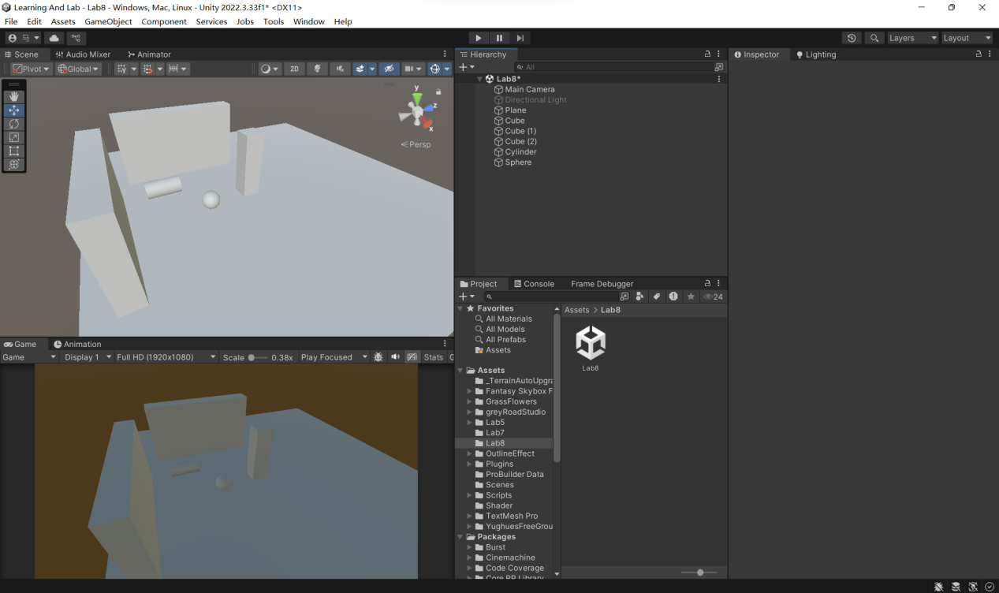 Learning And Lab - Lab8 - Windows, Mac, Linux - Unity 2022.3.33f1* <DX11>
File Edit Assets GameObject Component Services Jobs Tools Window Help
马 Layers Layout
Scene Audio Mixer Animator
Pivot Global 2D
y z x
Persp
Hierarchy
All
Lab8*
Main Camera
Directional Light
Plane
Cube
Cube (1)
Cube (2)
Cylinder
Sphere
Inspector Lighting
Game Animation
Game Display 1 Full HD (1920x1080) Scale 0.38x Play Focused Stats G
Project Console Frame Debugger
24
Favorites
All Materials
All Models
All Prefabs
Assets
Assets
_TerrainAutoUpgra
Fantasy Skybox F
GrassFlowers
greyRoadStudio
Lab5
Lab7
Lab8
OutlineEffect
Plugins
ProBuilder Data
Scenes
Scripts
Shader
TextMesh Pro
YughuesFreeGrou
Packages
Burst
Cinemachine
Code Coverage
Core RP Library
Assets > Lab8
Lab8